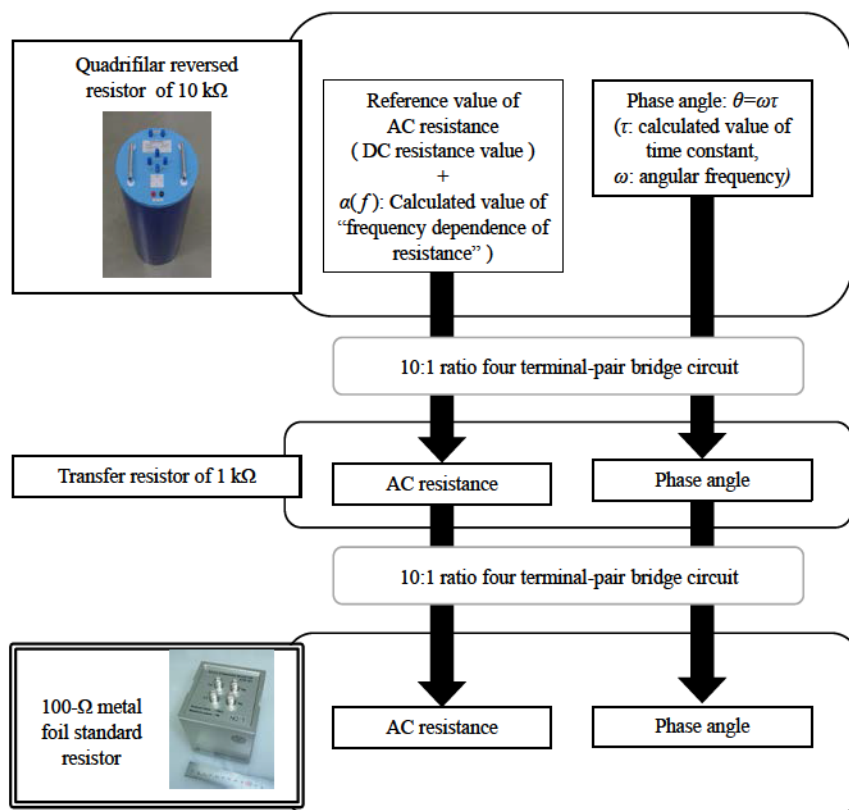 Quadrifilar reversed
resistor of 10 kΩ
Reference value of
AC resistance
( DC resistance value )
+
α(f): Calculated value of
“frequency dependence of
resistance” )
Phase angle: θ=ωτ
(τ: calculated value of
time constant,
ω: angular frequency)
10:1 ratio four terminal-pair bridge circuit
Transfer resistor of 1 kΩ
AC resistance
Phase angle
10:1 ratio four terminal-pair bridge circuit
100-Ω metal
foil standard
resistor
AC resistance
Phase angle